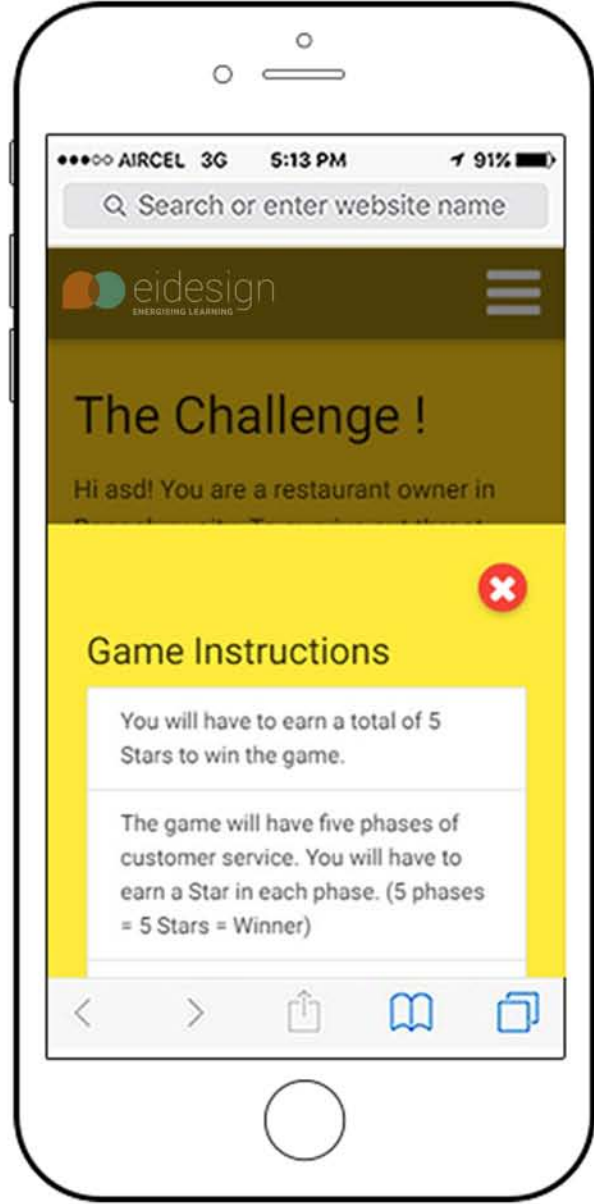 AIRCEL 3G 5:13 PM 91%
Search or enter website name
eidesign
ENERGISING LEARNING
The Challenge !
Hi asd! You are a restaurant owner in
Game Instructions
You will have to earn a total of 5
Stars to win the game.
The game will have five phases of
customer service. You will have to
earn a Star in each phase. (5 phases
= 5 Stars = Winner)